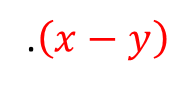 .(x − y)